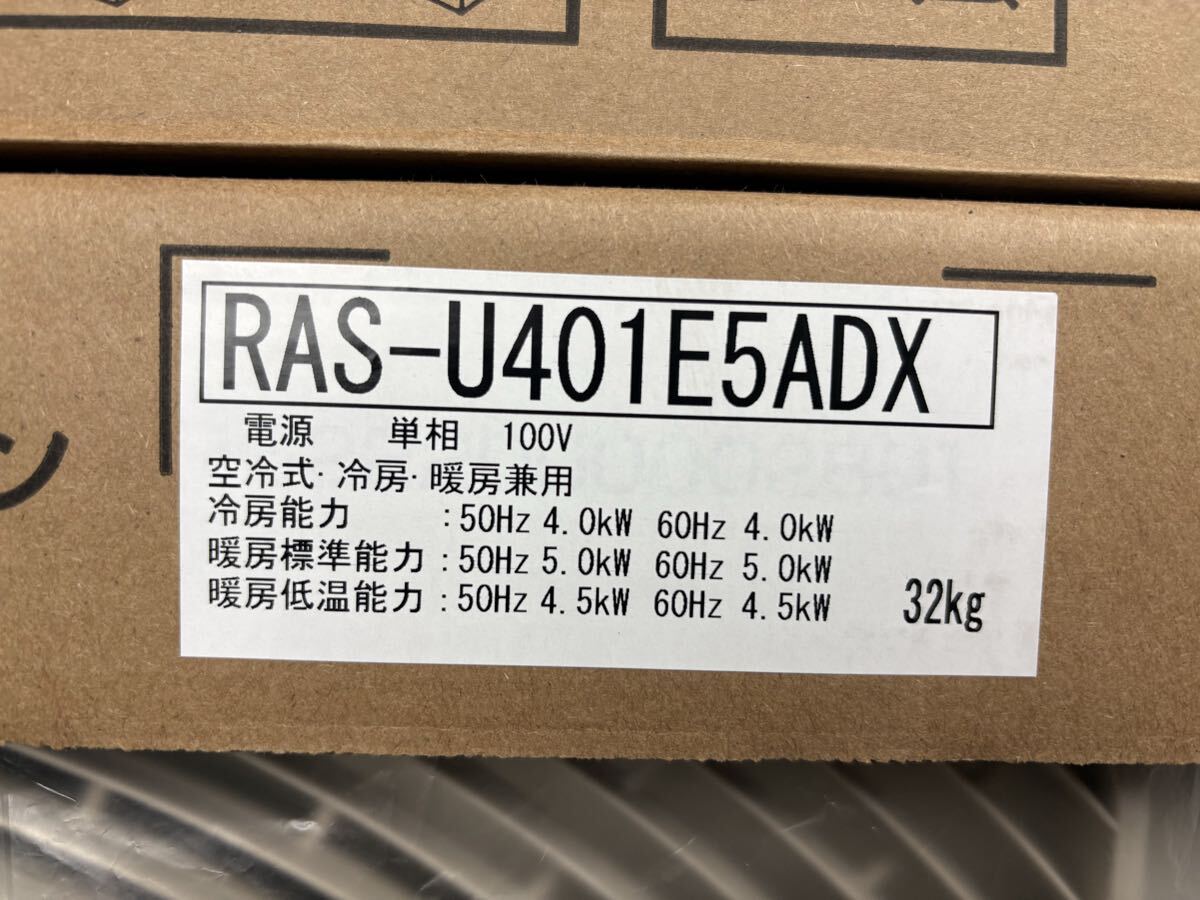 RAS-U401E5ADX
電源 単相 100V
空冷式・冷房・暖房兼用
冷房能力 :50Hz 4.0kW 60Hz 4.0kW
暖房標準能力:50Hz 5.0kW 60Hz 5.0kW
暖房低温能力:50Hz 4.5kW 60Hz 4.5kW
32kg
ン